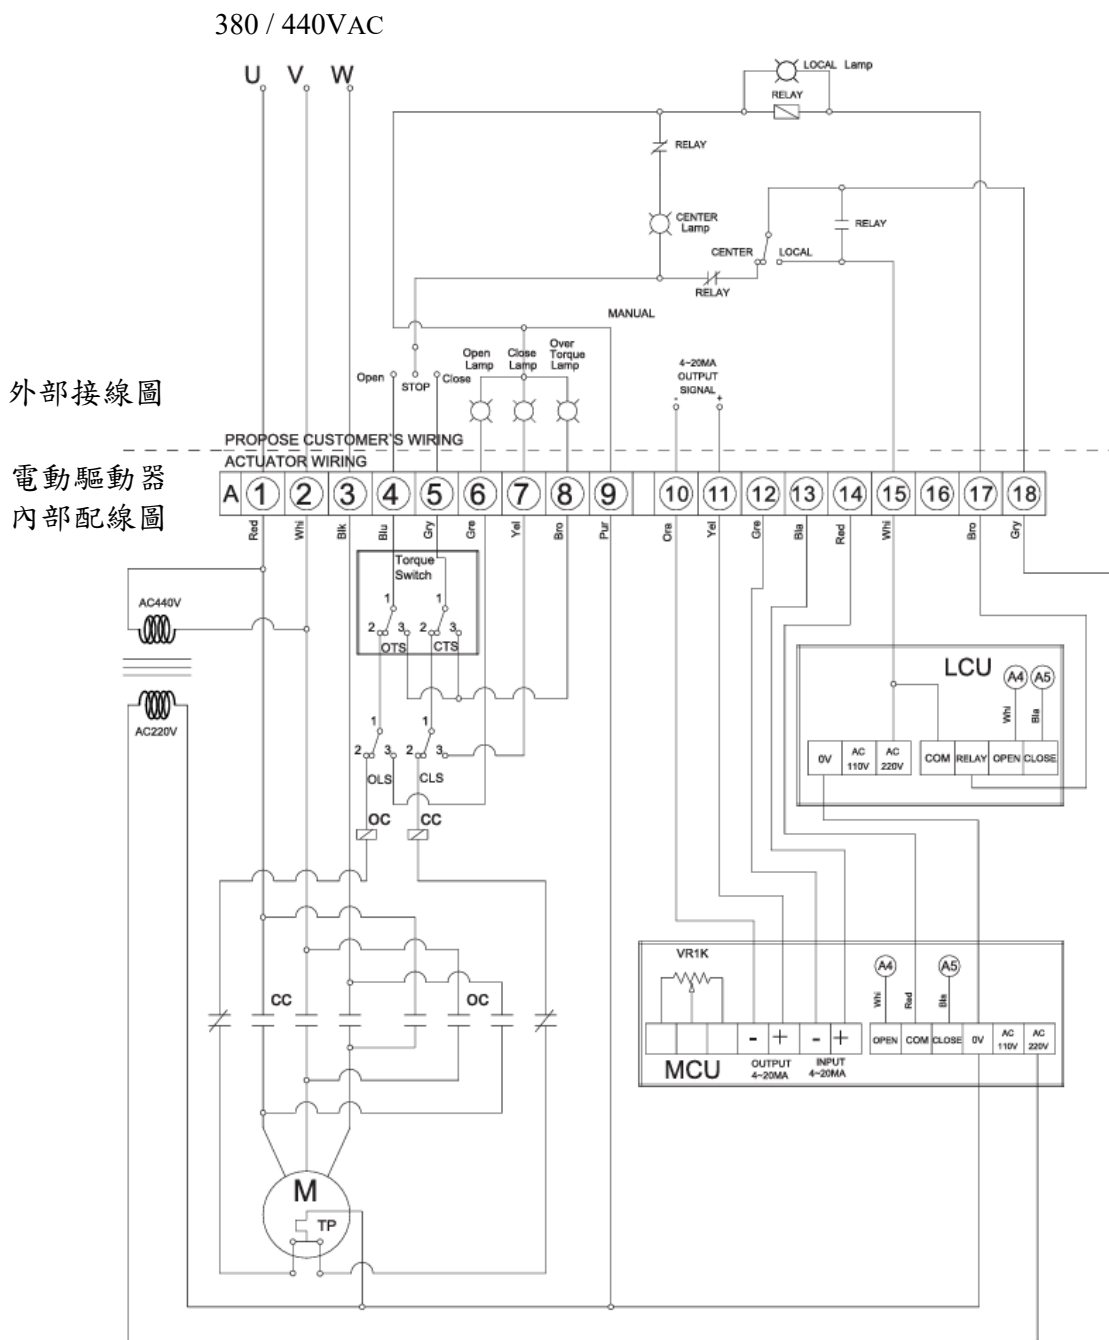 380 / 440VAC
U V W
LOCAL Lamp
RELAY
RELAY
CENTER
Lamp
RELAY
CENTER LOCAL
RELAY
MANUAL
Open
Lamp
Close
Lamp
Over
Torque
Lamp
4~20MA
OUTPUT
SIGNAL
- +
Open STOP Close
外部接線圖
PROPOSE CUSTOMER`S WIRING
ACTUATOR WIRING
電動驅動器
內部配線圖
A 1 2 3 4 5 6 7 8 9 10 11 12 13 14 15 16 17 18
Red Whi Blk Blu Gry Gre Yel Bro Pur Ora Yel Gre Bla Red Whi Bro Gry
Torque
Switch
1 1
2 3 2 3
OTS CTS
AC440V
AC220V
1 1
2 3 2 3
OLS CLS
OC CC
LCU
A4 A5
Whi Bla
0V
AC
110V
AC
220V
COM RELAY OPEN CLOSE
CC OC
VR1K
A4 A5
Whi Red Bla
- + - +
OPEN COM CLOSE 0V
AC
110V
AC
220V
MCU
OUTPUT
4~20MA
INPUT
4~20MA
M
TP